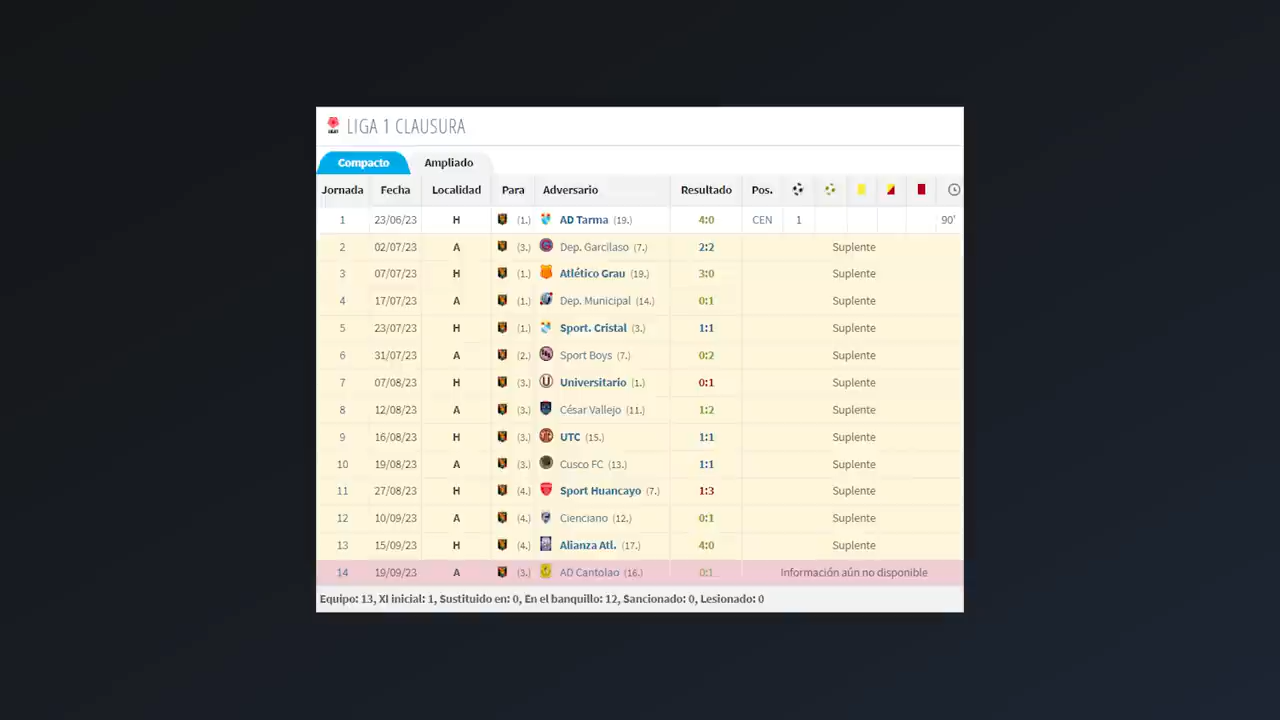 LIGA 1 CLAUSURA
Compacto Ampliado
Jornada Fecha Localidad Para Adversario Resultado Pos.
1 23/06/23 H (1.) AD Tarma (19.) 4:0 CEN 1 90'
2 02/07/23 A (3.) Dep. Garcilaso (7.) 2:2 Suplente
3 07/07/23 H (1.) Atlético Grau (19.) 3:0 Suplente
4 17/07/23 A (1.) Dep. Municipal (14.) 0:1 Suplente
5 23/07/23 H (1.) Sport. Cristal (3.) 1:1 Suplente
6 31/07/23 A (2.) Sport Boys (7.) 0:2 Suplente
7 07/08/23 H (3.) Universitario (1.) 0:1 Suplente
8 12/08/23 A (3.) César Vallejo (11.) 1:2 Suplente
9 16/08/23 H (3.) UTC (15.) 1:1 Suplente
10 19/08/23 A (3.) Cusco FC (13.) 1:1 Suplente
11 27/08/23 H (4.) Sport Huancayo (7.) 1:3 Suplente
12 10/09/23 A (4.) Cienciano (12.) 0:1 Suplente
13 15/09/23 H (4.) Alianza Atl. (17.) 4:0 Suplente
14 19/09/23 A (3.) AD Cantolao (16.) 0:1 Información aún no disponible
Equipo: 13, XI inicial: 1, Sustituido en: 0, En el banquillo: 12, Sancionado: 0, Lesionado: 0